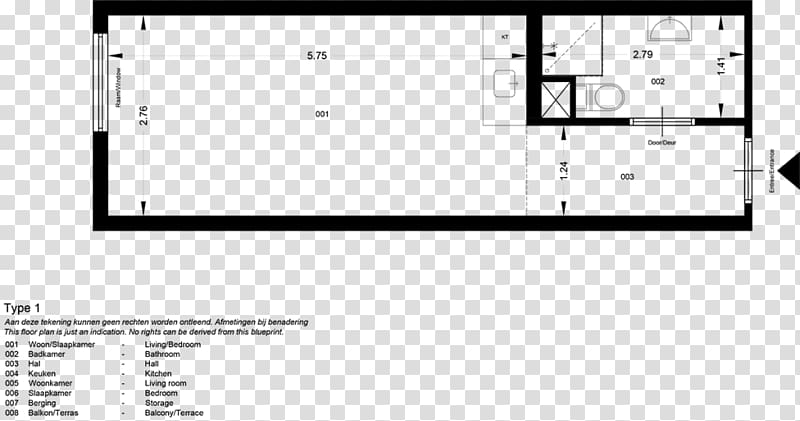 KT
5.75
2.79
1.41
002
Raam/Window
2.76
001
Door/Deur
1.24
003
Entree/Entrance
Type 1
Aan deze tekening kunnen geen rechten worden ontleend. Afmetingen bij benadering
This floor plan is just an indication. No rights can be derived from this blueprint.
001 Woon/Slaapkamer - Living/Bedroom
002 Badkamer - Bathroom
003 Hal - Hall
004 Keuken - Kitchen
005 Woonkamer - Living room
006 Slaapkamer - Bedroom
007 Berging - Storage
008 Balkon/Terras - Balcony/Terrace